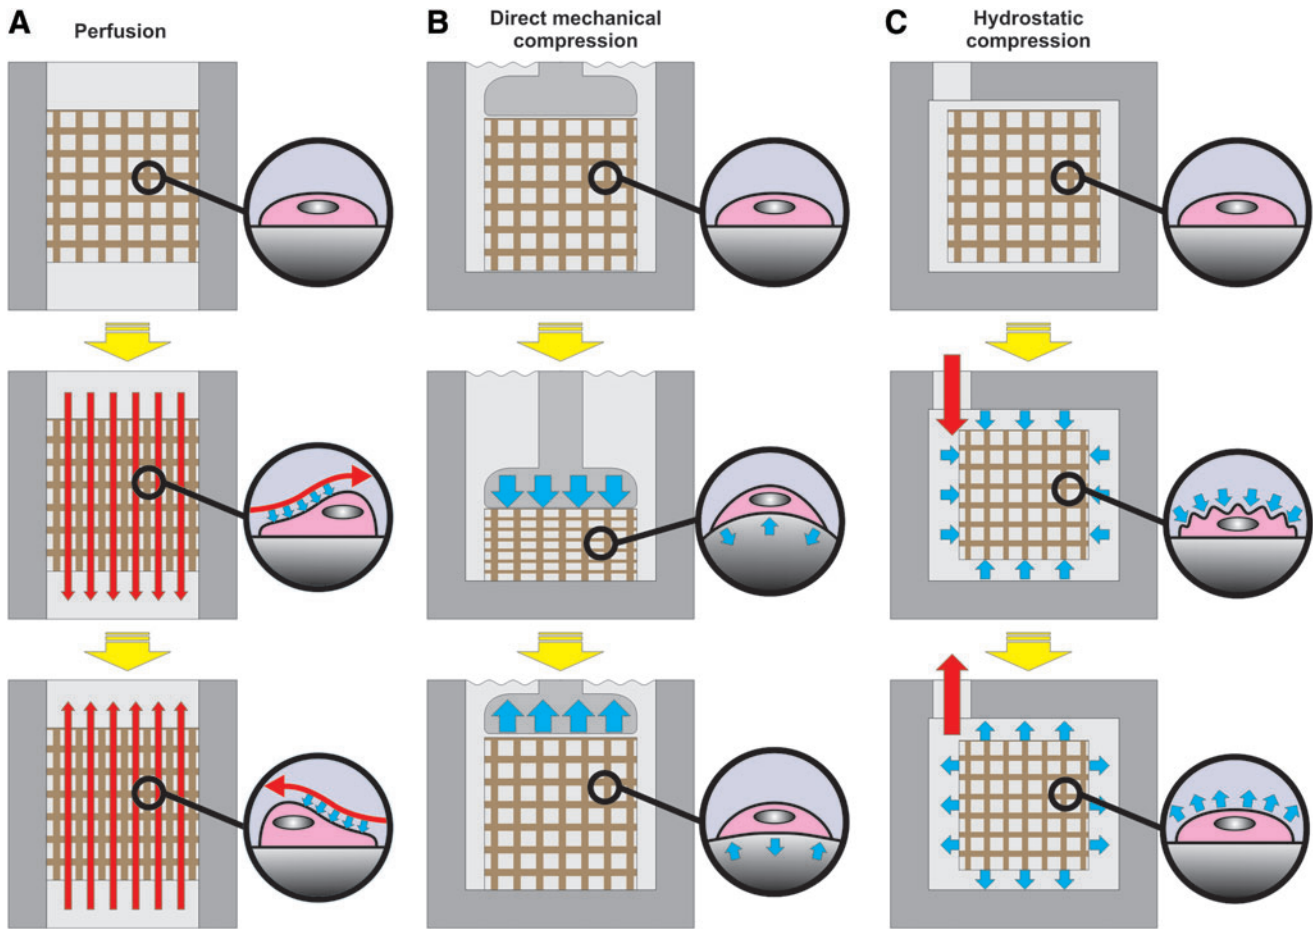 A
Perfusion
B
Direct mechanical
compression
C
Hydrostatic
compression